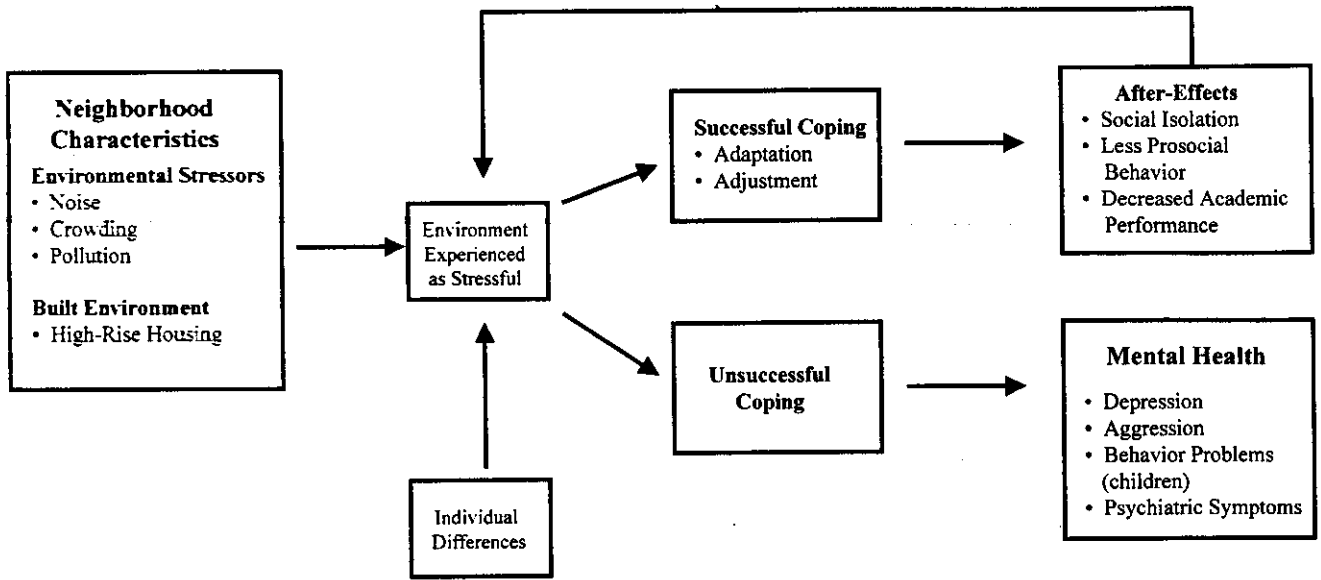 Neighborhood
Characteristics
Environmental Stressors
• Noise
• Crowding
• Pollution
Built Environment
• High-Rise Housing
Environment
Experienced
as Stressful
Individual
Differences
Successful Coping
• Adaptation
• Adjustment
Unsuccessful
Coping
After-Effects
• Social Isolation
• Less Prosocial
Behavior
• Decreased Academic
Performance
Mental Health
• Depression
• Aggression
• Behavior Problems
(children)
• Psychiatric Symptoms